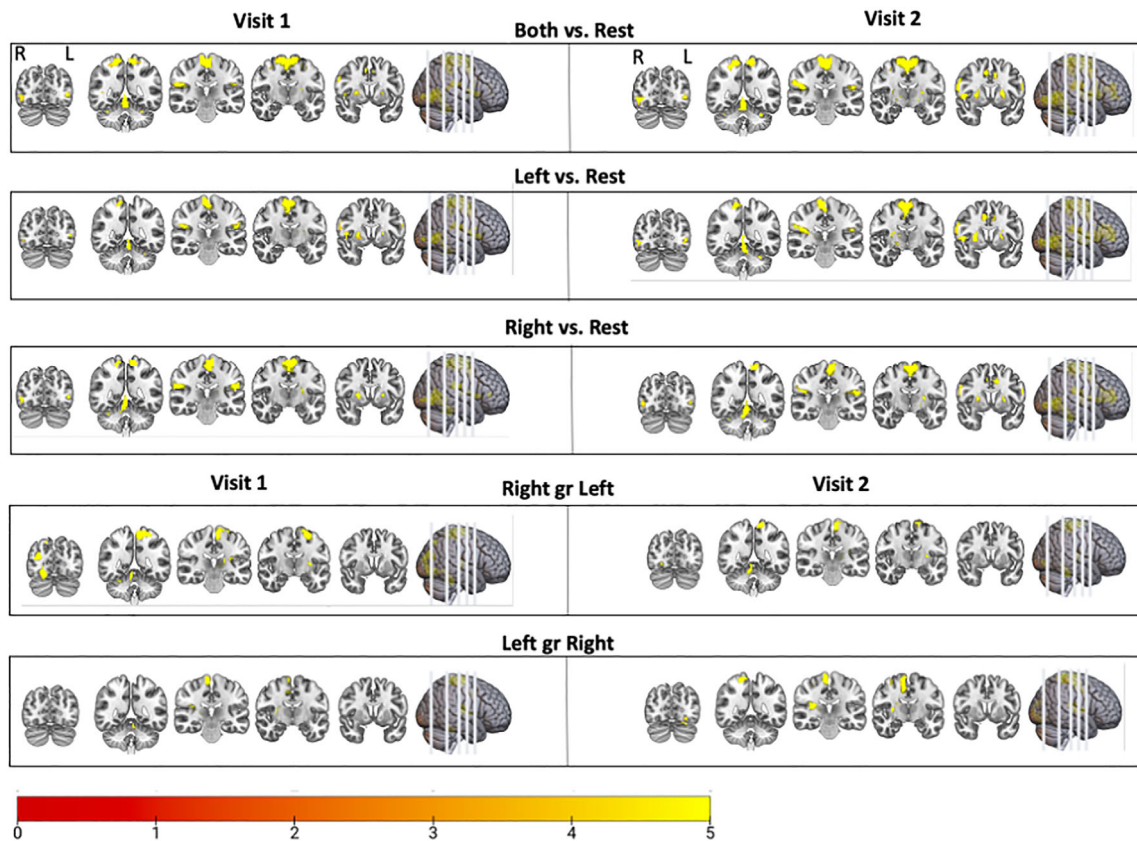 Visit 1
Visit 2
Both vs. Rest
R L
R L
Left vs. Rest
Right vs. Rest
Visit 1
Visit 2
Right gr Left
Left gr Right
0 1 2 3 4 5